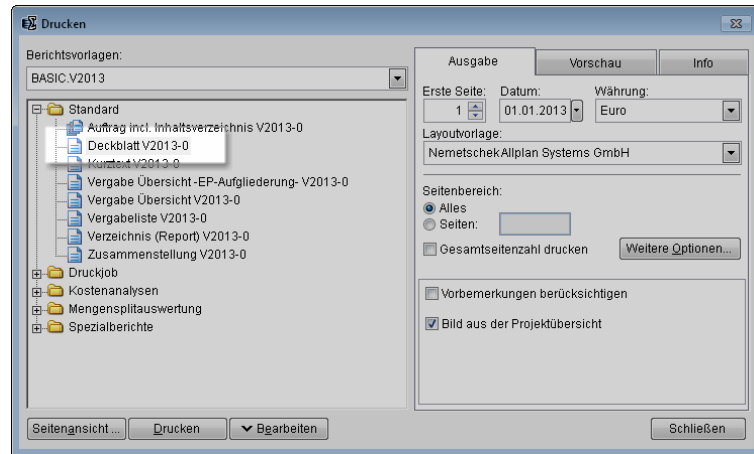 Drucken
Berichtsvorlagen:
BASIC.V2013
Standard
Auftrag incl. Inhaltsverzeichnis V2013-0
Deckblatt V2013-0
Kurztext V2013-0
Vergabe Übersicht -EP-Aufgliederung- V2013-0
Vergabe Übersicht V2013-0
Vergabeliste V2013-0
Verzeichnis (Report) V2013-0
Zusammenstellung V2013-0
Druckjob
Kostenanalysen
Mengensplitauswertung
Spezialberichte
Seitenansicht ...
Drucken
Bearbeiten
Ausgabe
Vorschau
Info
Erste Seite: Datum: Währung:
1 01.01.2013 Euro
Layoutvorlage:
Nemetschek Allplan Systems GmbH
Seitenbereich:
Alles
Seiten:
Gesamtseitenzahl drucken
Weitere Optionen...
Vorbemerkungen berücksichtigen
Bild aus der Projektübersicht
Schließen